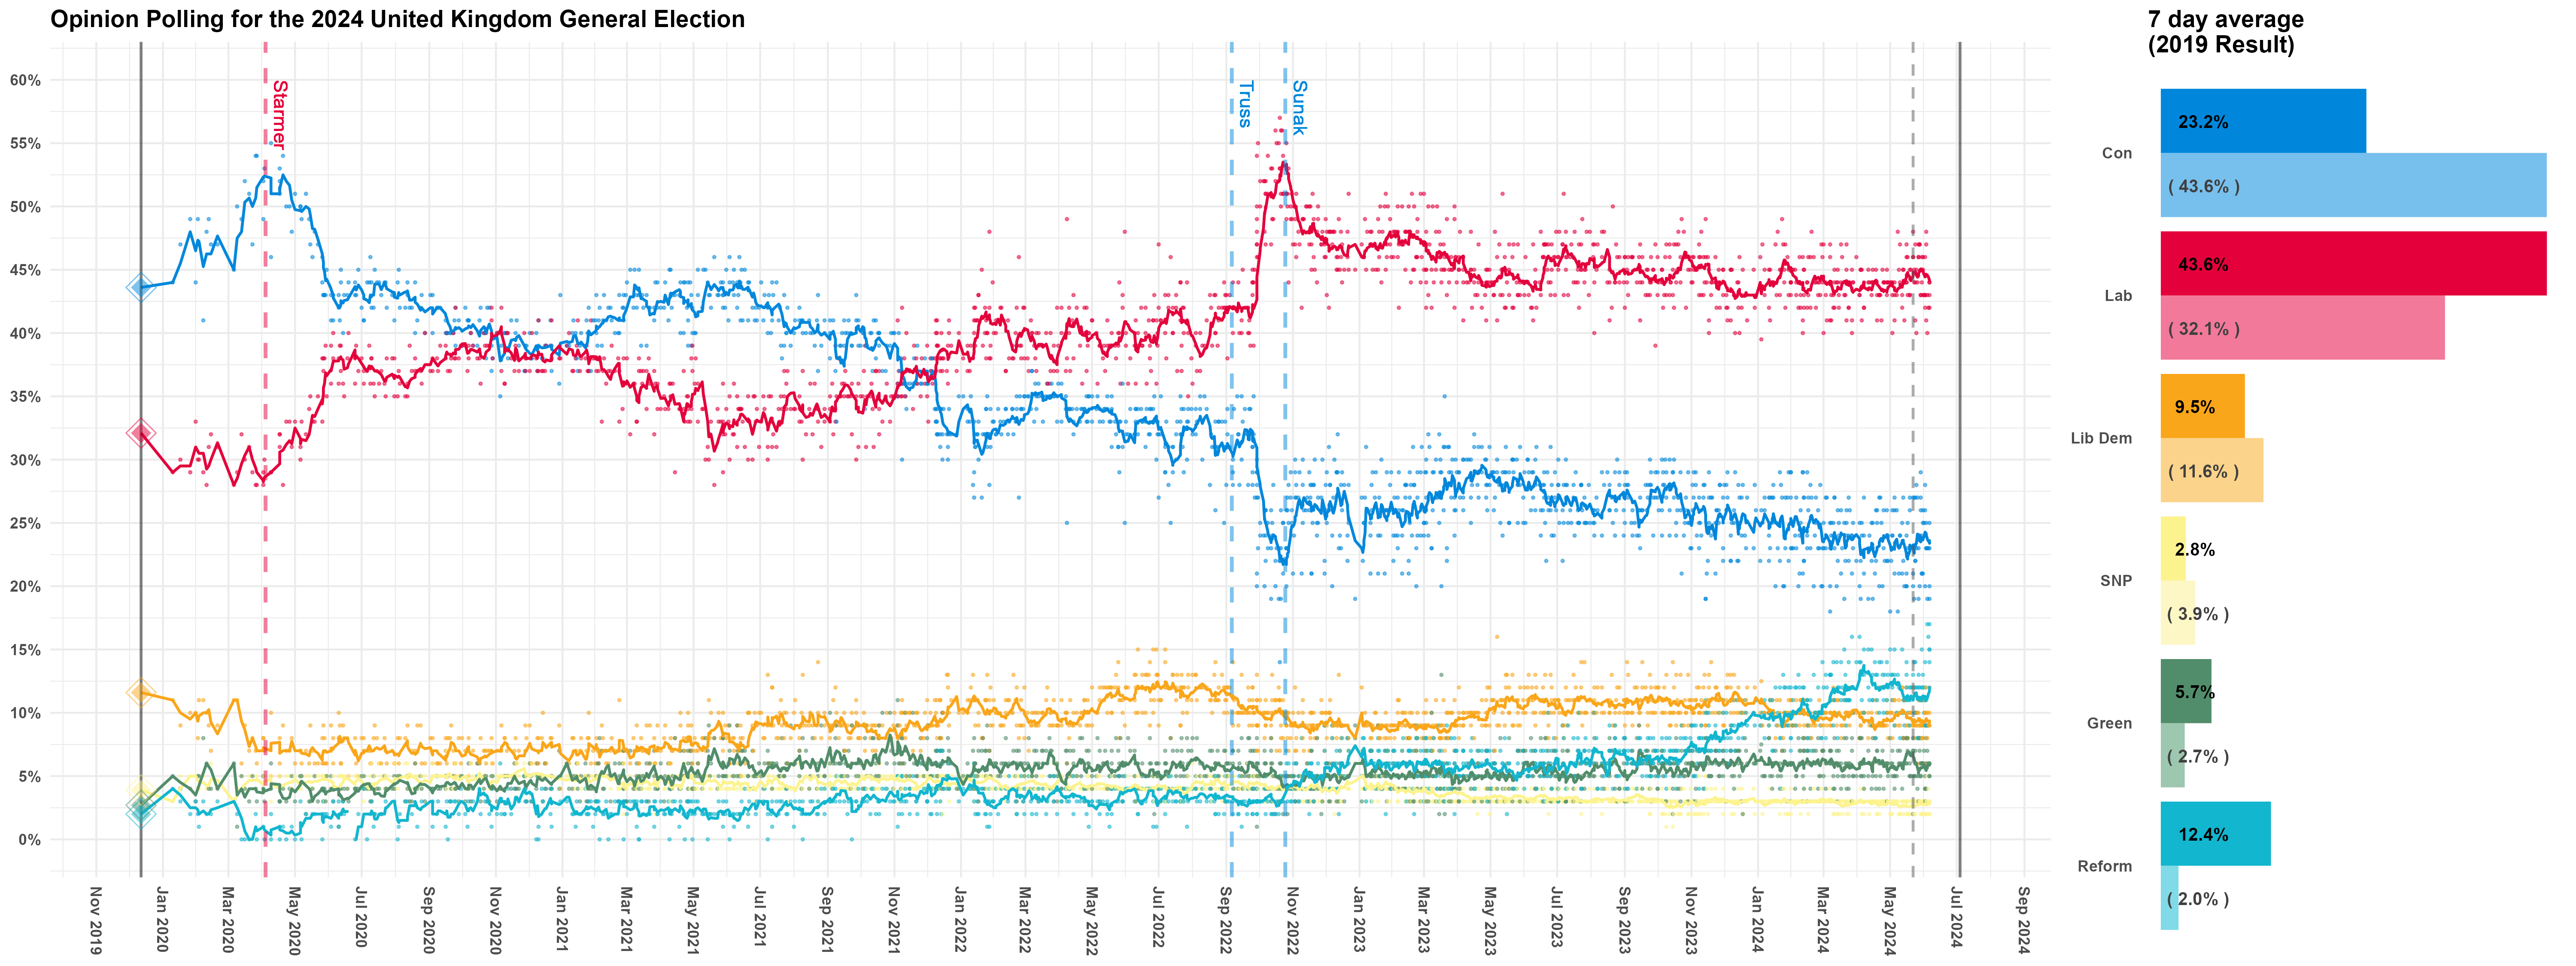 Opinion Polling for the 2024 United Kingdom General Election
7 day average
(2019 Result)
60%
55%
50%
45%
40%
35%
30%
25%
20%
15%
10%
5%
0%
Starmer
Truss
Sunak
Nov 2019
Jan 2020
Mar 2020
May 2020
Jul 2020
Sep 2020
Nov 2020
Jan 2021
Mar 2021
May 2021
Jul 2021
Sep 2021
Nov 2021
Jan 2022
Mar 2022
May 2022
Jul 2022
Sep 2022
Nov 2022
Jan 2023
Mar 2023
May 2023
Jul 2023
Sep 2023
Nov 2023
Jan 2024
Mar 2024
May 2024
Jul 2024
Sep 2024
Con
23.2%
( 43.6% )
Lab
43.6%
( 32.1% )
Lib Dem
9.5%
( 11.6% )
SNP
2.8%
( 3.9% )
Green
5.7%
( 2.7% )
Reform
12.4%
( 2.0% )